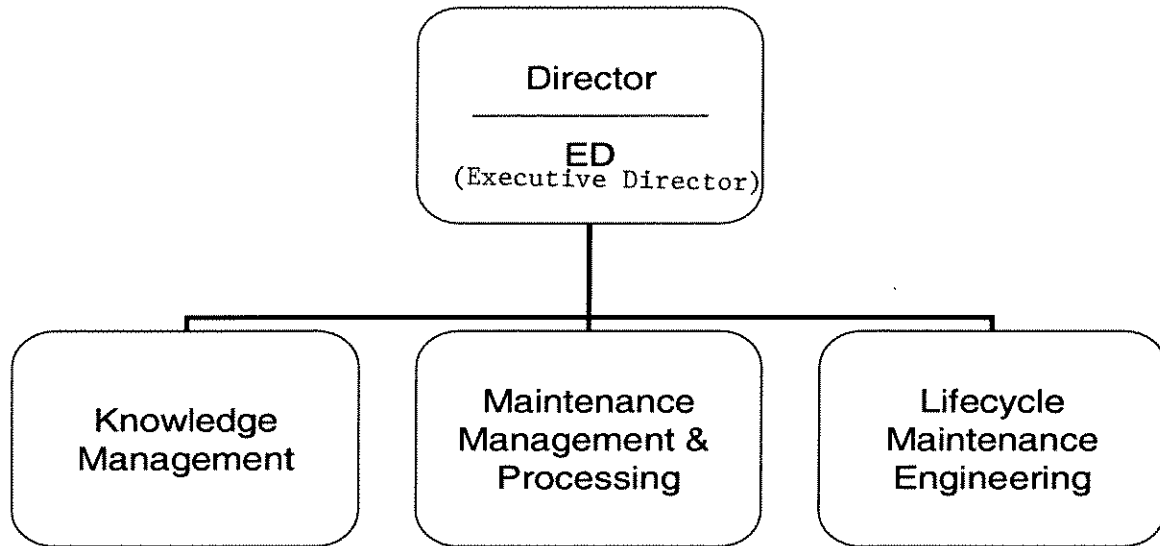 Director
ED
(Executive Director)
Knowledge
Management
Maintenance
Management &
Processing
Lifecycle
Maintenance
Engineering